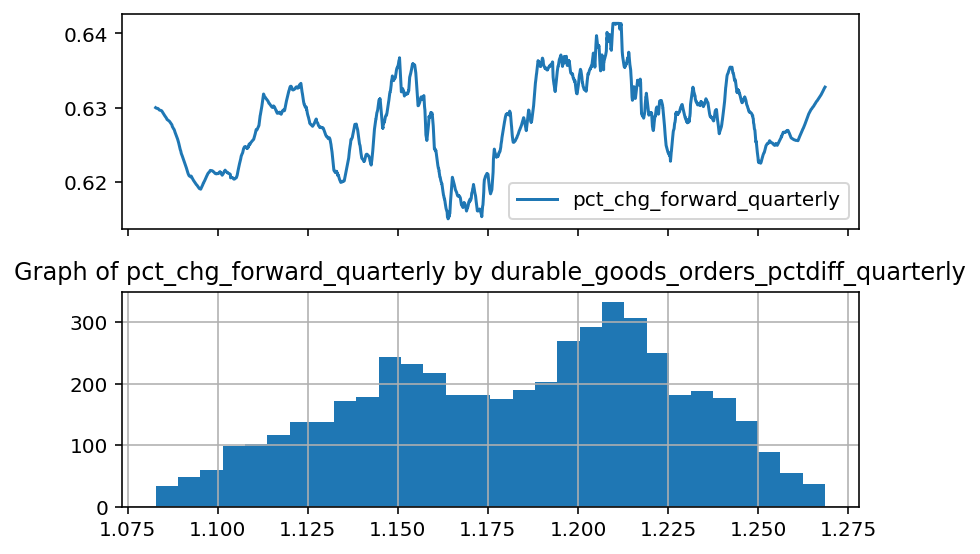 0.64
0.63
0.62
pct_chg_forward_quarterly
Graph of pct_chg_forward_quarterly by durable_goods_orders_pctdiff_quarterly
300
200
100
0
1.075 1.100 1.125 1.150 1.175 1.200 1.225 1.250 1.275